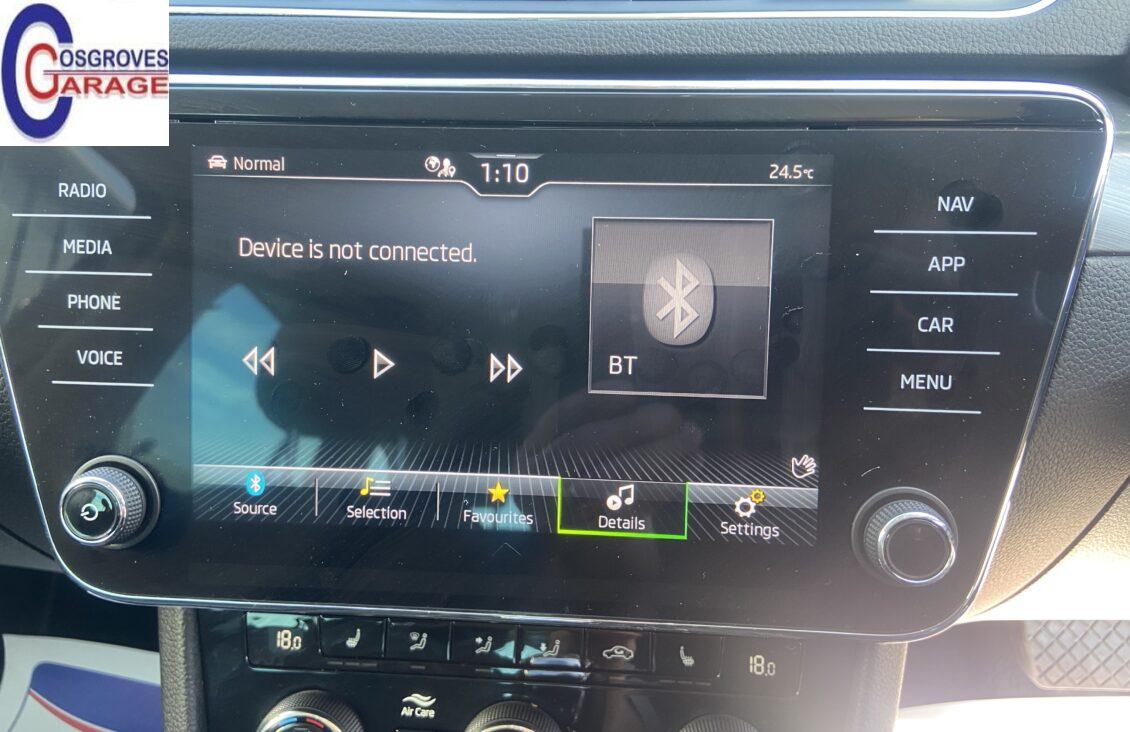 COSGROVES
GARAGE
Normal
1:10
24.5°C
RADIO
MEDIA
PHONE
VOICE
Device is not connected.
BT
NAV
APP
CAR
MENU
Source
Selection
Favourites
Details
Settings
18.0
18.0
Air Care